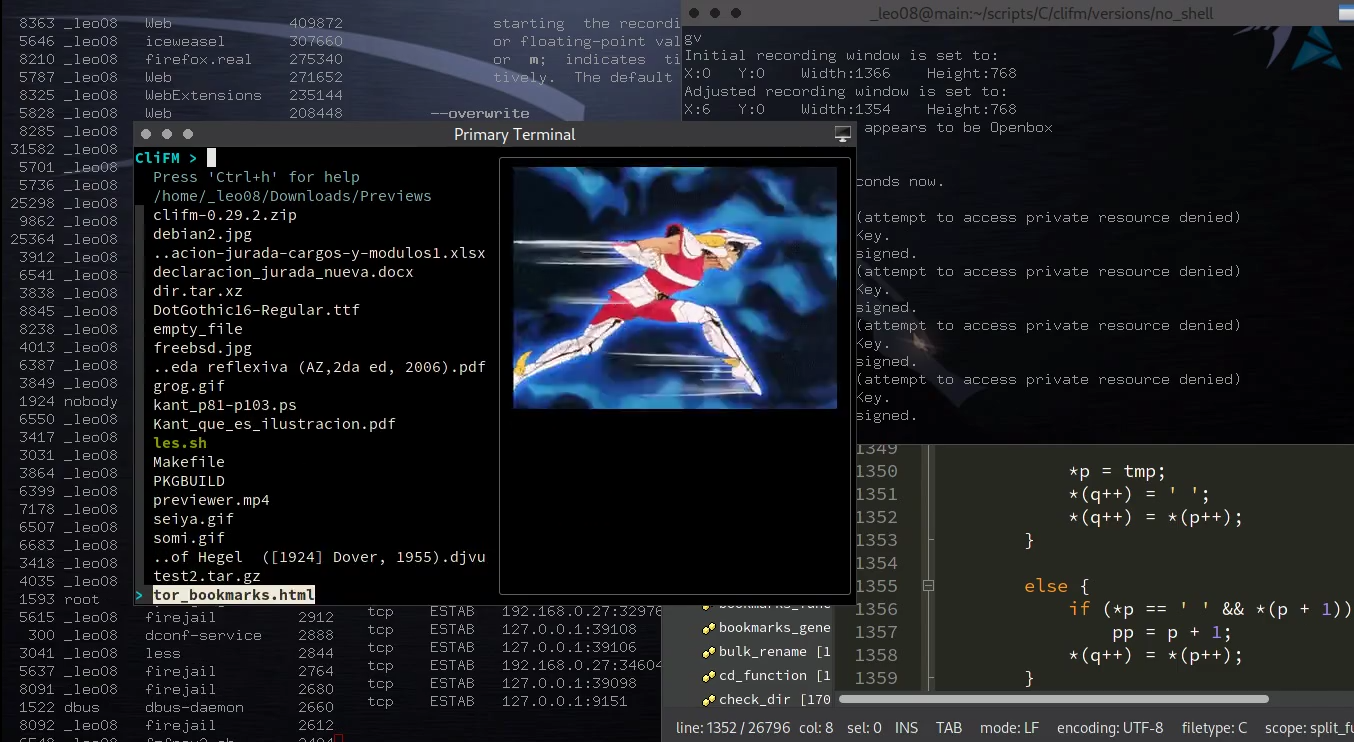 8363 _leo08 Web 409872
5646 _leo08 iceweasel 307660
8210 _leo08 firefox.real 275340
5787 _leo08 Web 271652
8325 _leo08 WebExtensions 235144
5828 _leo08 Web 208448
8285 _leo08
31582 _leo08
5701 _leo08
5736 _leo08
25298 _leo08
9862 _leo08
25364 _leo08
3912 _leo08
6541 _leo08
3838 _leo08
8845 _leo08
8238 _leo08
4013 _leo08
6387 _leo08
3849 _leo08
1924 nobody
6550 _leo08
3417 _leo08
3031 _leo08
3864 _leo08
6399 _leo08
7178 _leo08
6507 _leo08
6683 _leo08
3418 _leo08
4035 _leo08
1593 root
5615 _leo08 firejail 2912
300 _leo08 dconf-service 2888
3041 _leo08 less 2844
5637 _leo08 firejail 2764
8091 _leo08 firejail 2680
1522 dbus dbus-daemon 2660
8092 _leo08 firejail 2612
starting the recordi
or floating-point val
or m; indicates ti
tively. The default
--overwrite
_leo08@main:~/scripts/C/clifm/versions/no_shell
gv
Initial recording window is set to:
X:0 Y:0 Width:1366 Height:768
Adjusted recording window is set to:
X:6 Y:0 Width:1354 Height:768
appears to be Openbox
conds now.
(attempt to access private resource denied)
Key.
signed.
(attempt to access private resource denied)
Key.
signed.
(attempt to access private resource denied)
Key.
signed.
(attempt to access private resource denied)
Key.
signed.
Primary Terminal
CliFM >
Press 'Ctrl+h' for help
/home/_leo08/Downloads/Previews
clifm-0.29.2.zip
debian2.jpg
..acion-jurada-cargos-y-modulos1.xlsx
declaracion_jurada_nueva.docx
dir.tar.xz
DotGothic16-Regular.ttf
empty_file
freebsd.jpg
..eda reflexiva (AZ,2da ed, 2006).pdf
grog.gif
kant_p81-p103.ps
Kant_que_es_ilustracion.pdf
les.sh
Makefile
PKGBUILD
previewer.mp4
seiya.gif
somi.gif
..of Hegel ([1924] Dover, 1955).djvu
test2.tar.gz
> tor_bookmarks.html
tcp ESTAB 192.168.0.27:32976
tcp ESTAB 127.0.0.1:39108
tcp ESTAB 127.0.0.1:39106
tcp ESTAB 192.168.0.27:34604
tcp ESTAB 127.0.0.1:39098
tcp ESTAB 127.0.0.1:9151
bookmarks_func
bookmarks_gene
bulk_rename [1
cd_function [1
check_dir [170
1349
1350 *p = tmp;
1351 *(q++) = ' ';
1352 *(q++) = *(p++);
1353 }
1354
1355 else {
1356 if (*p == ' ' && *(p + 1))
1357 pp = p + 1;
1358 *(q++) = *(p++);
1359 }
line: 1352 / 26796 col: 8 sel: 0 INS TAB mode: LF encoding: UTF-8 filetype: C scope: split_fu